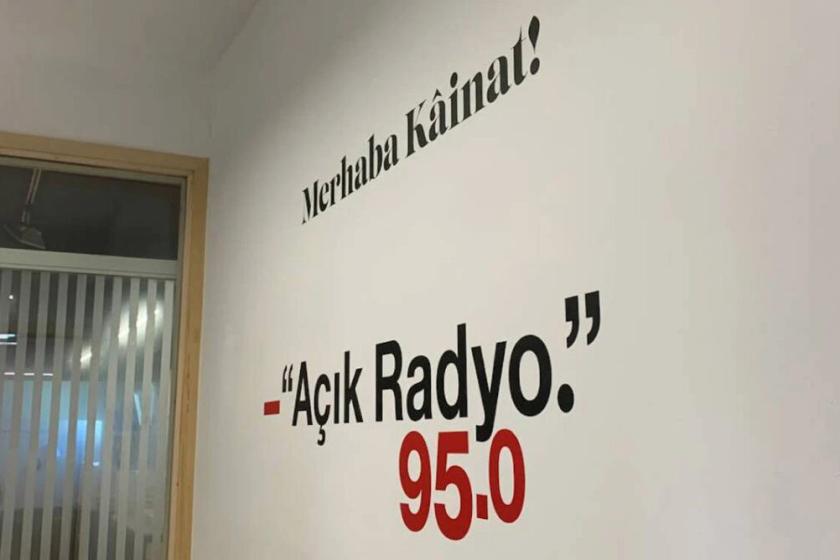 Merhaba Kâinat!
–“Açık Radyo.”
95.0